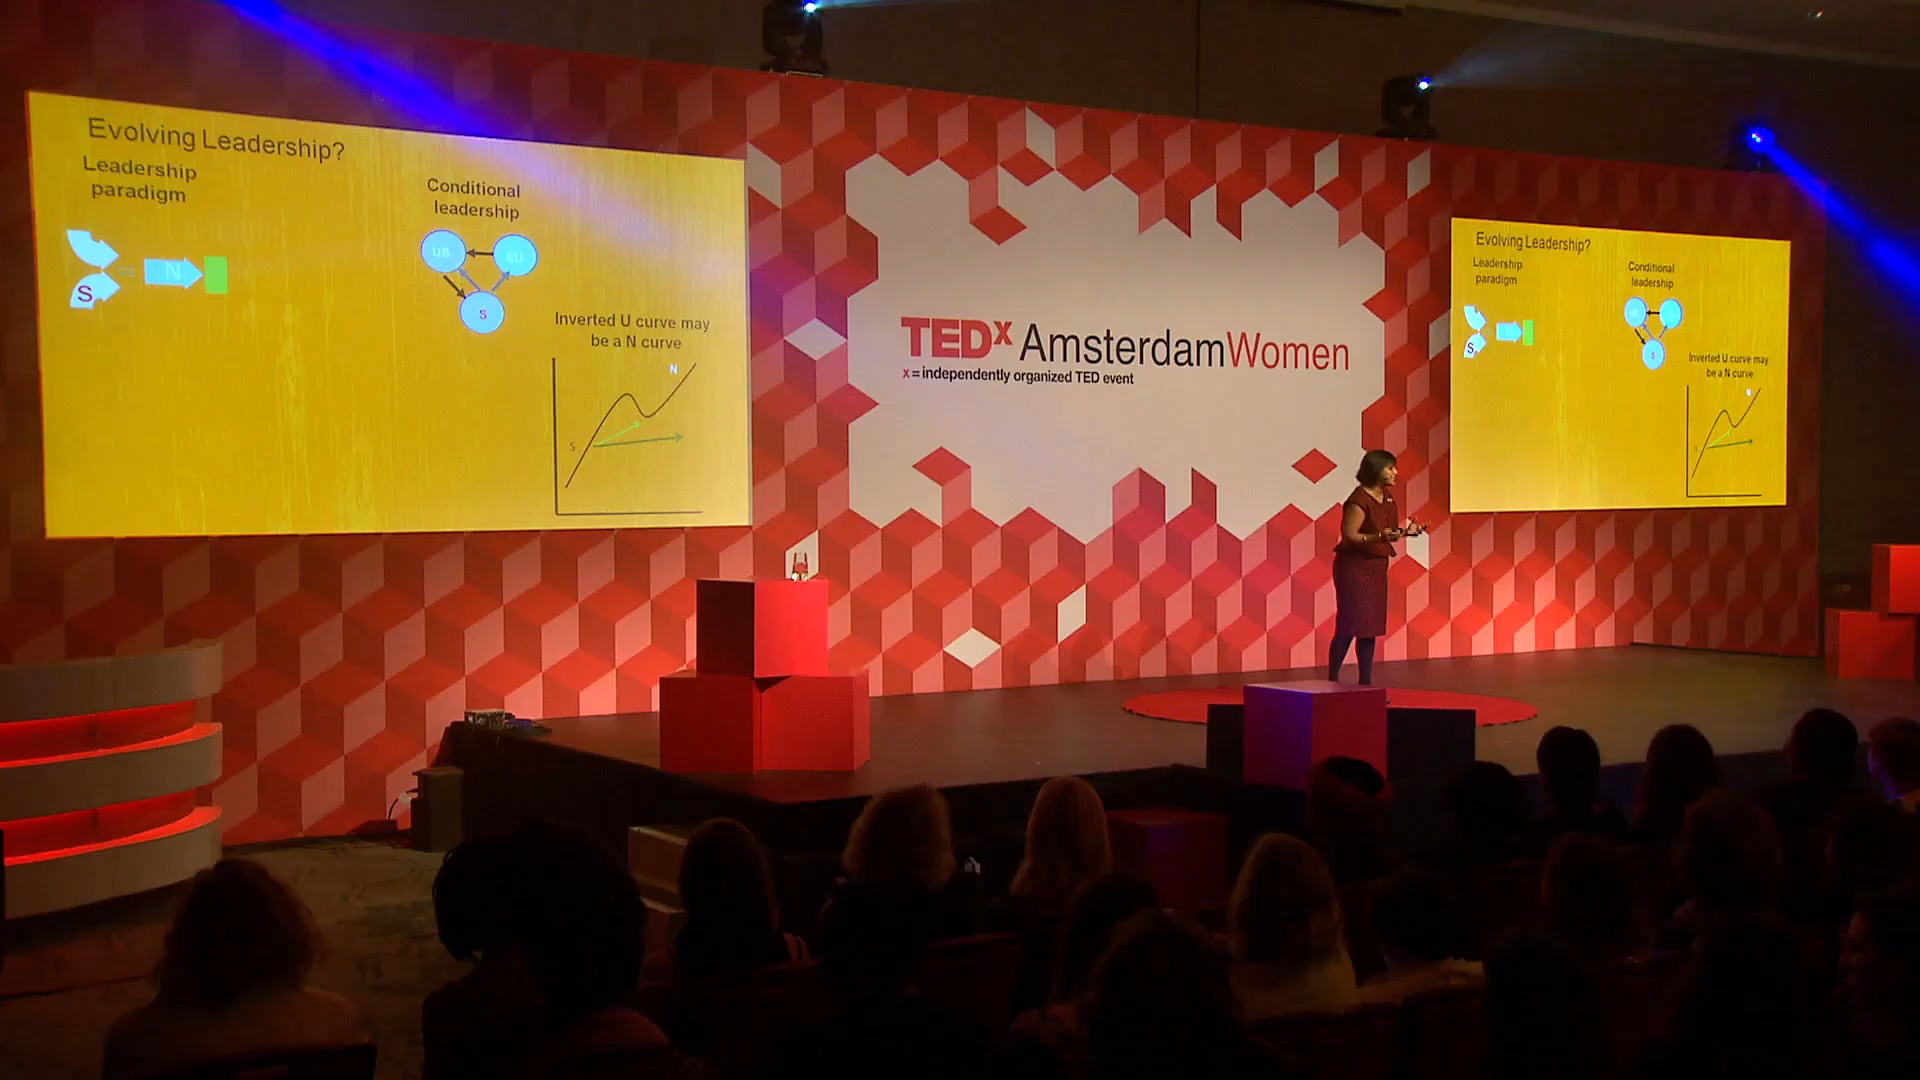 Evolving Leadership?
Leadership
paradigm
S
N
Conditional
leadership
UB
S
Inverted U curve may
be a N curve
N
S
TEDx AmsterdamWomen
x = independently organized TED event
Evolving Leadership?
Leadership
paradigm
S
Conditional
leadership
Inverted U curve may
be a N curve
N